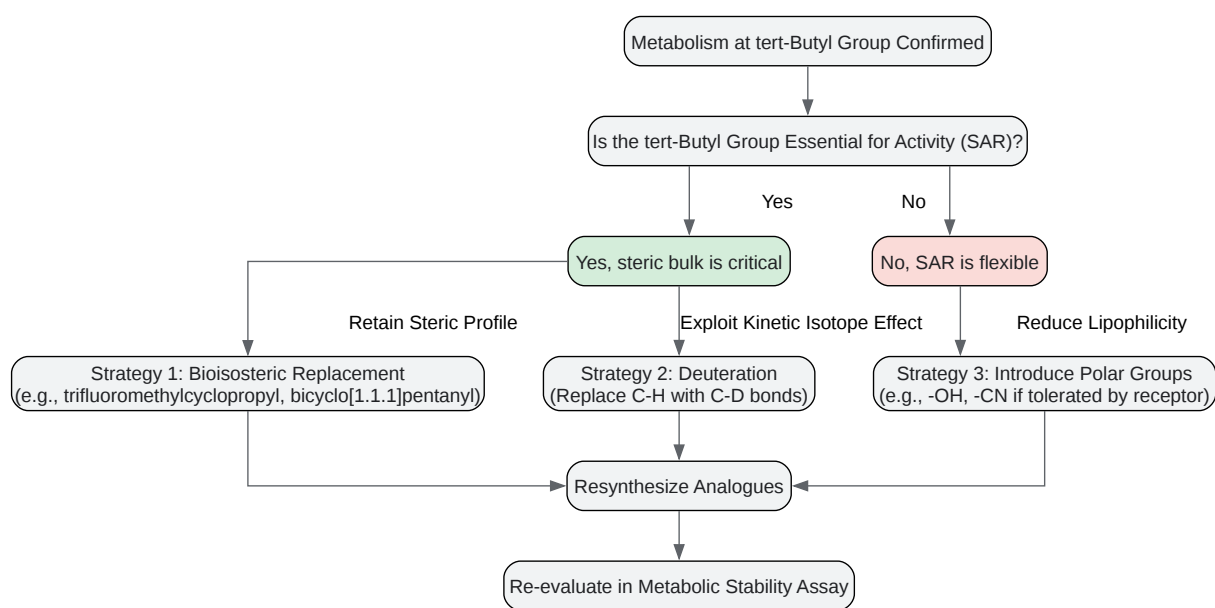 Metabolism at tert-Butyl Group Confirmed
Is the tert-Butyl Group Essential for Activity (SAR)?
Yes
No
Yes, steric bulk is critical
No, SAR is flexible
Retain Steric Profile
Exploit Kinetic Isotope Effect
Reduce Lipophilicity
Strategy 1: Bioisosteric Replacement
(e.g., trifluoromethylcyclopropyl, bicyclo[1.1.1]pentanyl)
Strategy 2: Deuteration
(Replace C-H with C-D bonds)
Strategy 3: Introduce Polar Groups
(e.g., -OH, -CN if tolerated by receptor)
Resynthesize Analogues
Re-evaluate in Metabolic Stability Assay